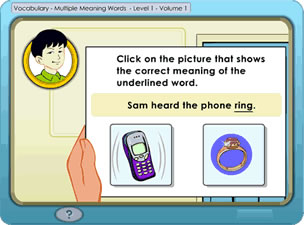 Vocabulary - Multiple Meaning Words - Level 1 - Volume 1
Click on the picture that shows
the correct meaning of the
underlined word.
Sam heard the phone ring.
?